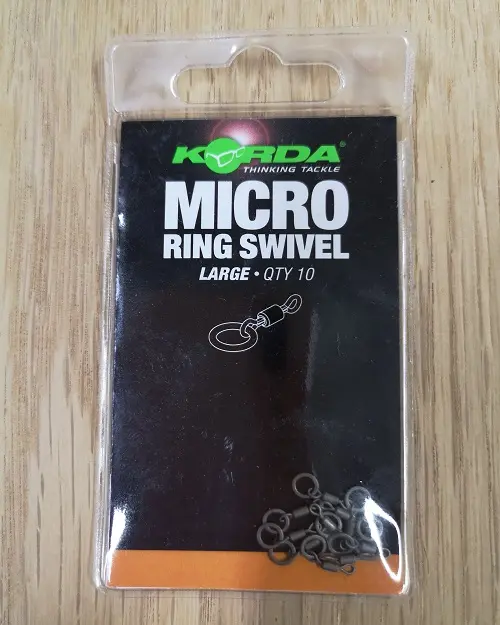 KORDA®
THINKING TACKLE
MICRO
RING SWIVEL
LARGE • QTY 10